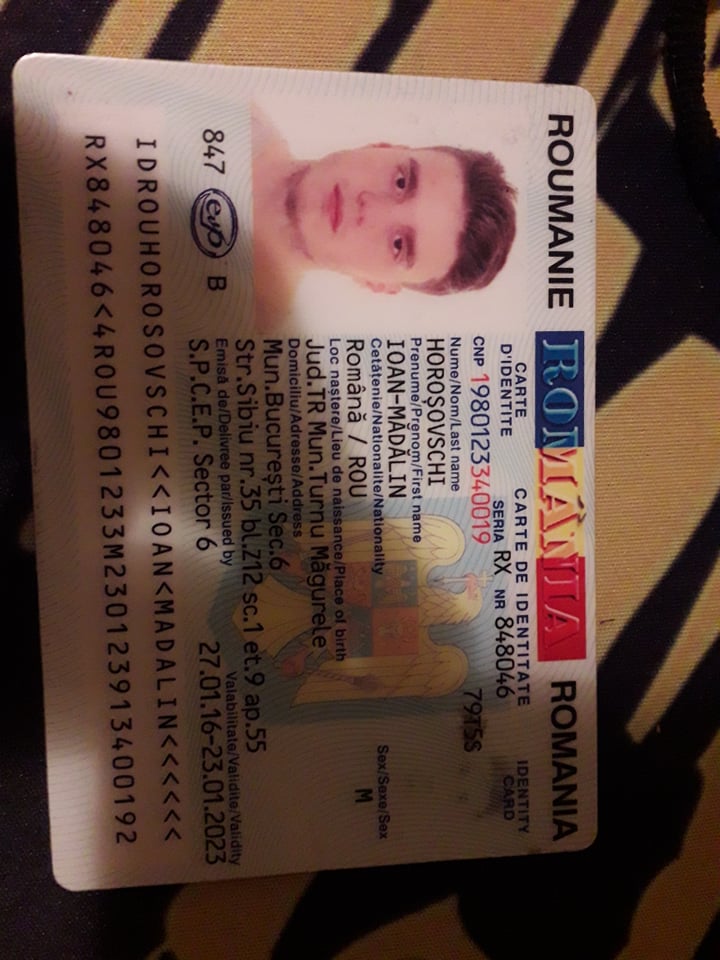 ROUMANIE ROMÂNIA ROMANIA
CARTE D'IDENTITE CARTE DE IDENTITATE IDENTITY CARD
SERIA RX NR 848046
CNP 1980123340019 79T5S
Nume/Nom/Last name
HOROȘOVSCHI
Prenume/Prenom/First name
IOAN-MĂDĂLIN
Cetățenie/Nationalite/Nationality Sex/Sexe/Sex
Română / ROU M
Loc naștere/Lieu de naissance/Place of birth
Jud.TR Mun.Turnu Măgurele
Domiciliu/Adresse/Address
Mun.București Sec.6
Str.Sibiu nr.35 bl.Z12 sc.1 et.9 ap.55
Emisă de/Delivree par/Issued by Valabilitate/Validite/Validity
S.P.C.E.P. Sector 6 27.01.16-23.01.2023
847 eyp B
IDROUHOROSOVSCHI<<IOAN<MADALIN<<<<<<
RX848046<4ROU9801233M230123913400192